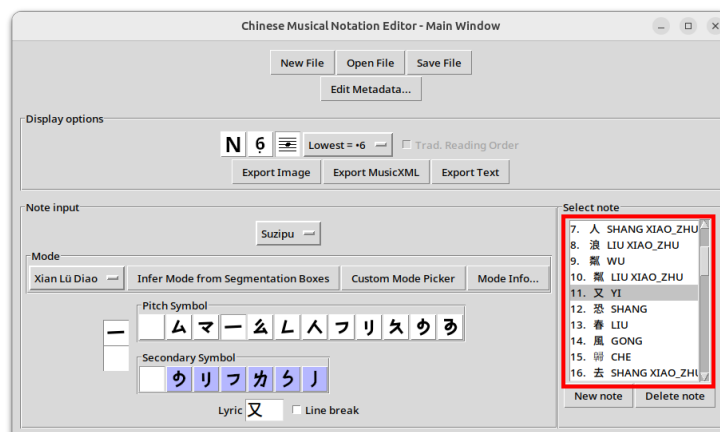 Chinese Musical Notation Editor - Main Window
New File Open File Save File
Edit Metadata...
Display options
N 6̣ Lowest = •6 Trad. Reading Order
Export Image Export MusicXML Export Text
Note input
Suzipu
Mode
Xian Lü Diao Infer Mode from Segmentation Boxes Custom Mode Picker Mode Info...
Pitch Symbol
Secondary Symbol
Lyric 又 Line break
Select note
7. 人 SHANG XIAO_ZHU
8. 浪 LIU XIAO_ZHU
9. 粼 WU
10. 粼 LIU XIAO_ZHU
11. 又 YI
12. 恐 SHANG
13. 春 LIU
14. 風 GONG
15. CHE
16. 去 SHANG XIAO_ZHU
New note Delete note